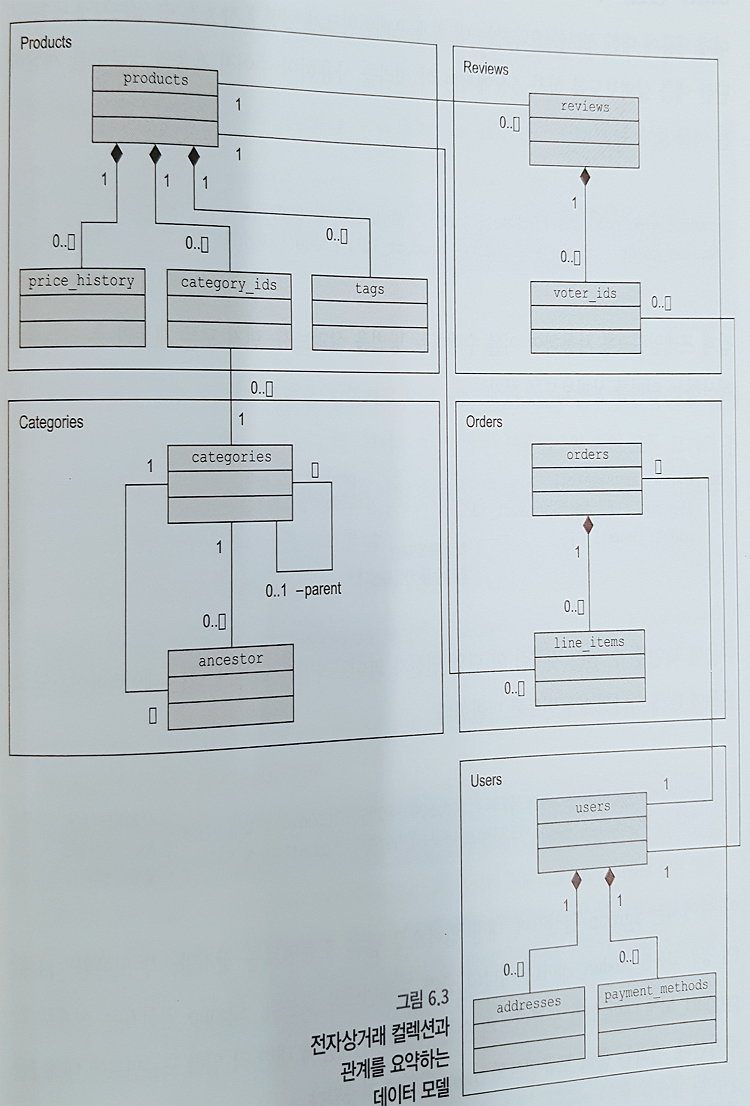 Products
products
1
1
1
1
1
0..▯
0..▯
0..▯
price_history
category_ids
tags
0..▯
Reviews
reviews
0..▯
1
0..▯
voter_ids
0..▯
Categories
1
categories
1
▯
1
0..1 –parent
0..▯
ancestor
▯
Orders
orders
▯
1
0..▯
line_items
0..▯
Users
1
users
1
1
1
0..▯
0..▯
addresses
payment_methods
그림 6.3
전자상거래 컬렉션과
관계를 요약하는
데이터 모델